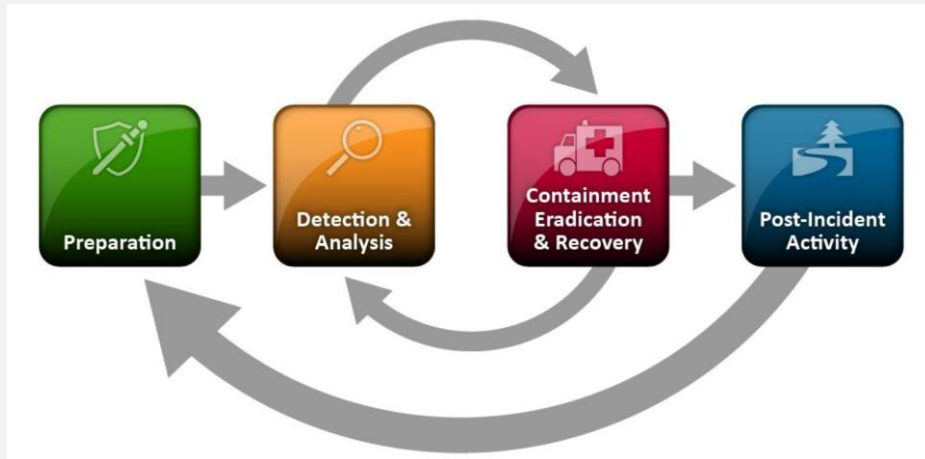 Preparation
Detection &
Analysis
Containment
Eradication
& Recovery
Post-Incident
Activity